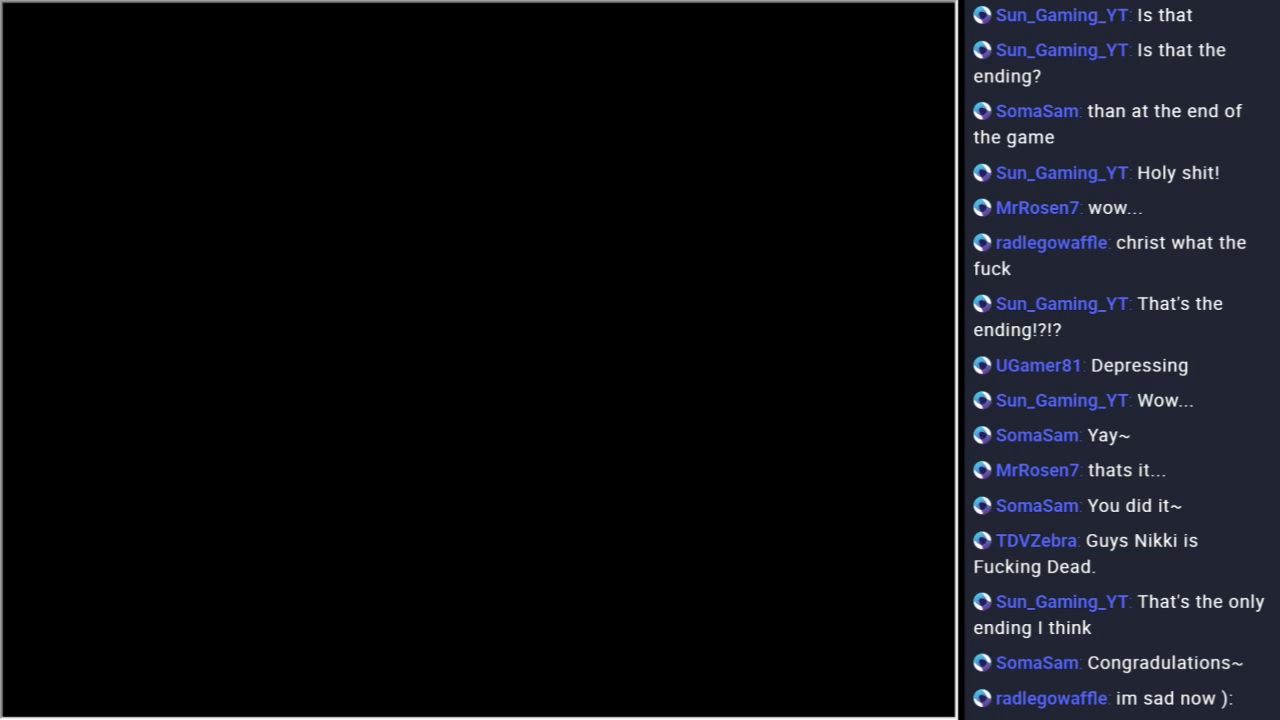 Sun_Gaming_YT: Is that
Sun_Gaming_YT: Is that the
ending?
SomaSam: than at the end of
the game
Sun_Gaming_YT: Holy shit!
MrRosen7: wow...
radlegowaffle: christ what the
fuck
Sun_Gaming_YT: That's the
ending!?!?
UGamer81: Depressing
Sun_Gaming_YT: Wow...
SomaSam: Yay~
MrRosen7: thats it...
SomaSam: You did it~
TDVZebra: Guys Nikki is
Fucking Dead.
Sun_Gaming_YT: That's the only
ending I think
SomaSam: Congradulations~
radlegowaffle: im sad now ):